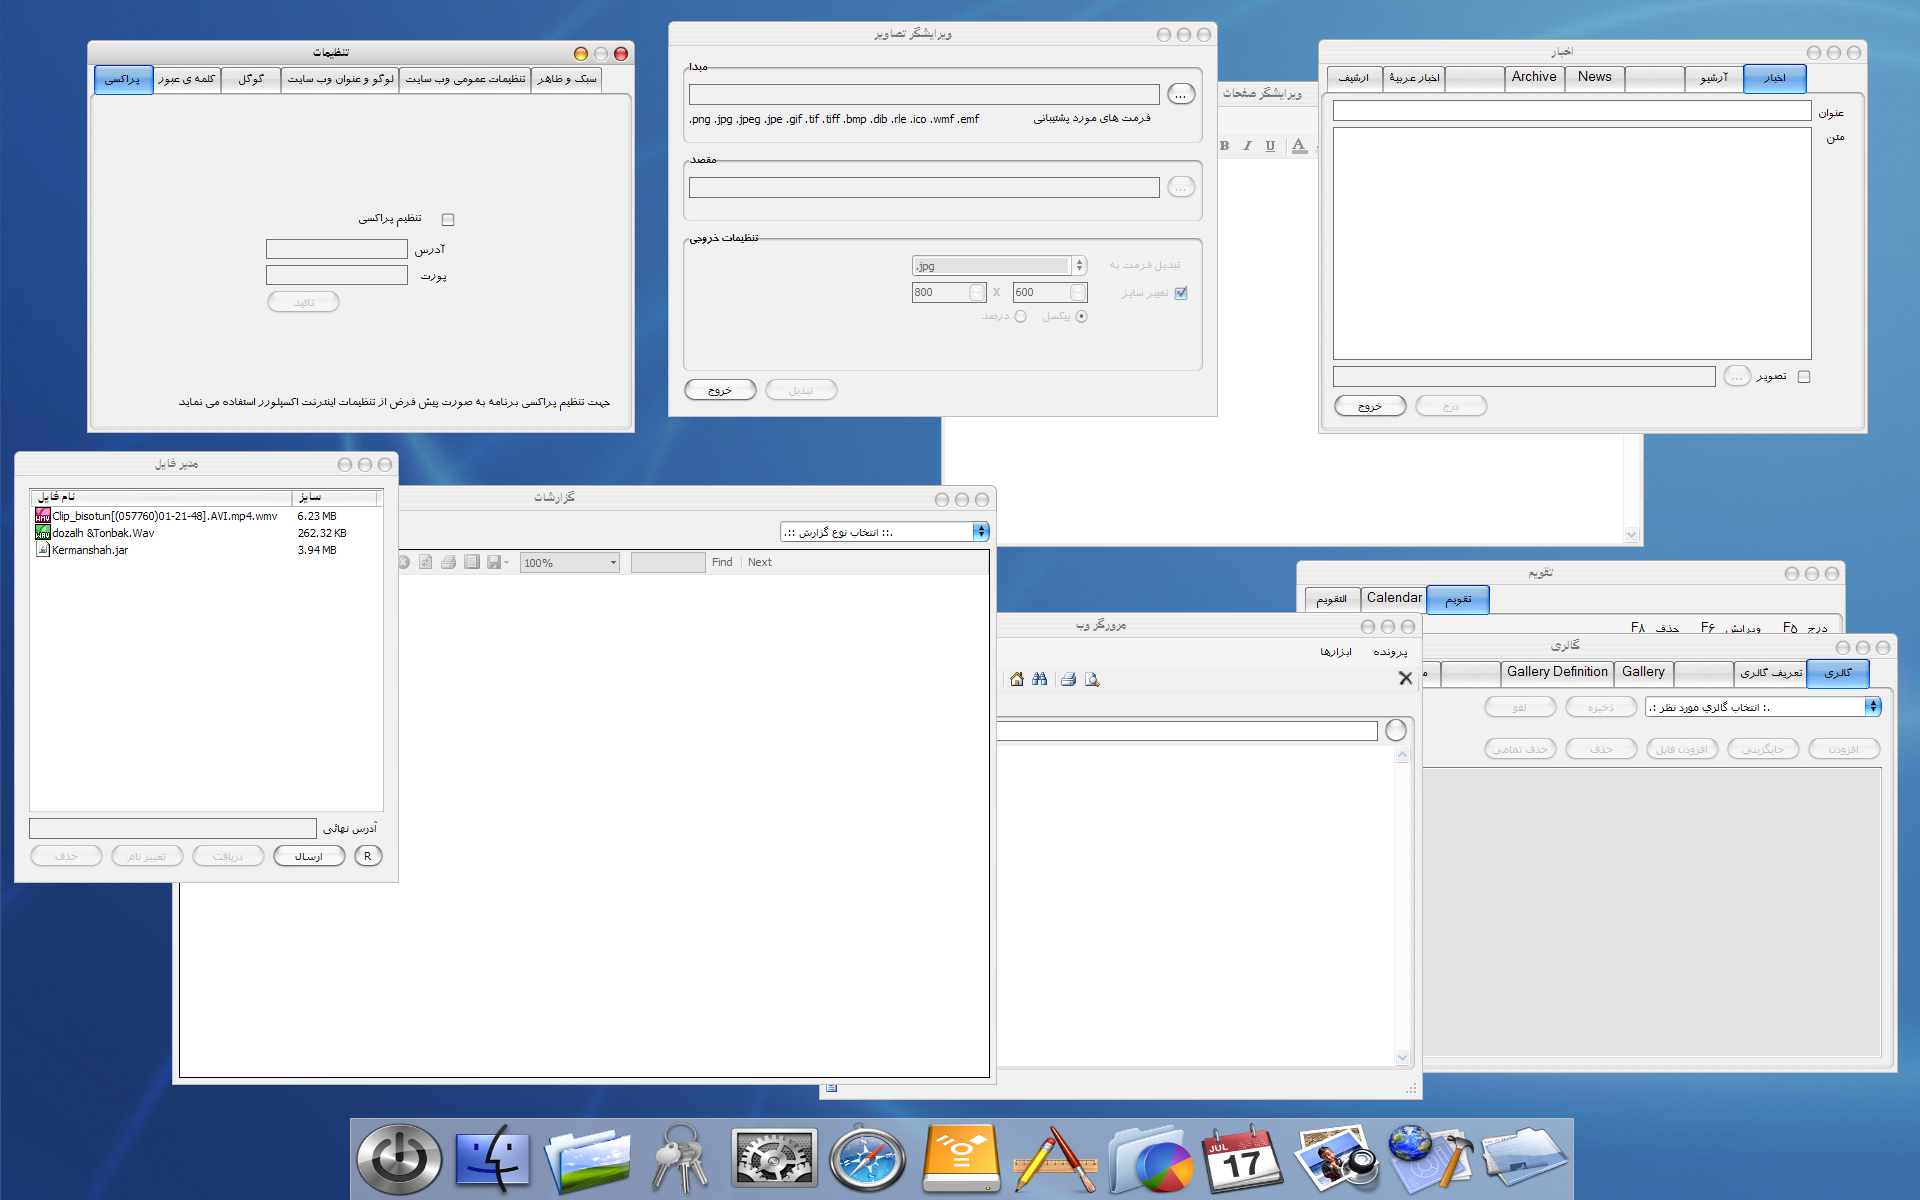 تنظیمات
سبک و ظاهر
تنظیمات عمومی وب سایت
لوگو و عنوان وب سایت
گوگل
کلمه ی عبور
پراکسی
تنظیم پراکسی
آدرس
پورت
تائید
جهت تنظیم پراکسی برنامه به صورت پیش فرض از تنظیمات اینترنت اکسپلورر استفاده می نماید
ویرایشگر تصاویر
مبدا
...
.png .jpg .jpeg .jpe .gif .tif .tiff .bmp .dib .rle .ico .wmf .emf
فرمت های مورد پشتیبانی
مقصد
...
تنظیمات خروجی
تبدیل فرمت به
.jpg
تغییر سایز
800 X 600
پیکسل
درصد
خروج
تبدیل
ویرایشگر صفحات
B I U A
اخبار
اخبار
آرشیو
News
Archive
اخبار عربیة
ارشیف
عنوان
متن
تصویر
...
خروج
درج
مدیر فایل
نام فایل
سایز
Clip_bisotun[(057760)01-21-48].AVI.mp4.wmv 6.23 MB
dozalh &Tonbak.Wav 262.32 KB
Kermanshah.jar 3.94 MB
آدرس نهائی
حذف
تغییر نام
دریافت
ارسال
R
گزارشات
.:: انتخاب نوع گزارش ::.
100%
Find
Next
مرورگر وب
پرونده
ابزارها
تقویم
تقویم
Calendar
التقویم
درج F۵
ویرایش F۶
حذف F۸
گالری
گالری
تعریف گالری
Gallery
Gallery Definition
.: انتخاب گالري مورد نظر :.
ذخیره
لغو
افزودن
جایگزینی
افزودن فایل
حذف
حذف تمامی
JUL
17